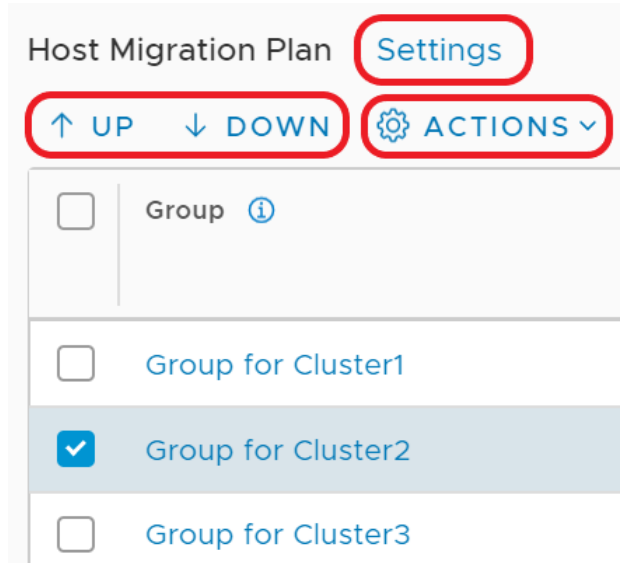 Host Migration Plan Settings
↑ UP ↓ DOWN ACTIONS
Group
Group for Cluster1
Group for Cluster2
Group for Cluster3